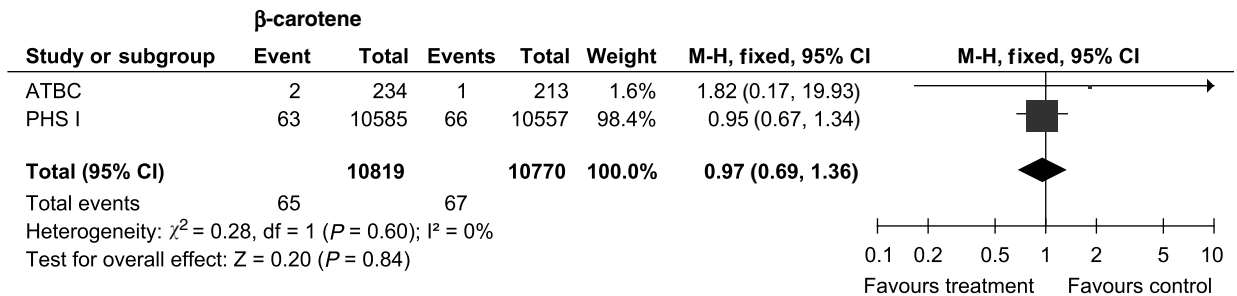 β-carotene
Study or subgroup Event Total Events Total Weight M-H, fixed, 95% CI M-H, fixed, 95% CI
ATBC 2 234 1 213 1.6% 1.82 (0.17, 19.93)
PHS I 63 10585 66 10557 98.4% 0.95 (0.67, 1.34)
Total (95% CI) 10819 10770 100.0% 0.97 (0.69, 1.36)
Total events 65 67
Heterogeneity: χ² = 0.28, df = 1 (P = 0.60); I² = 0%
Test for overall effect: Z = 0.20 (P = 0.84)
0.1 0.2 0.5 1 2 5 10
Favours treatment Favours control